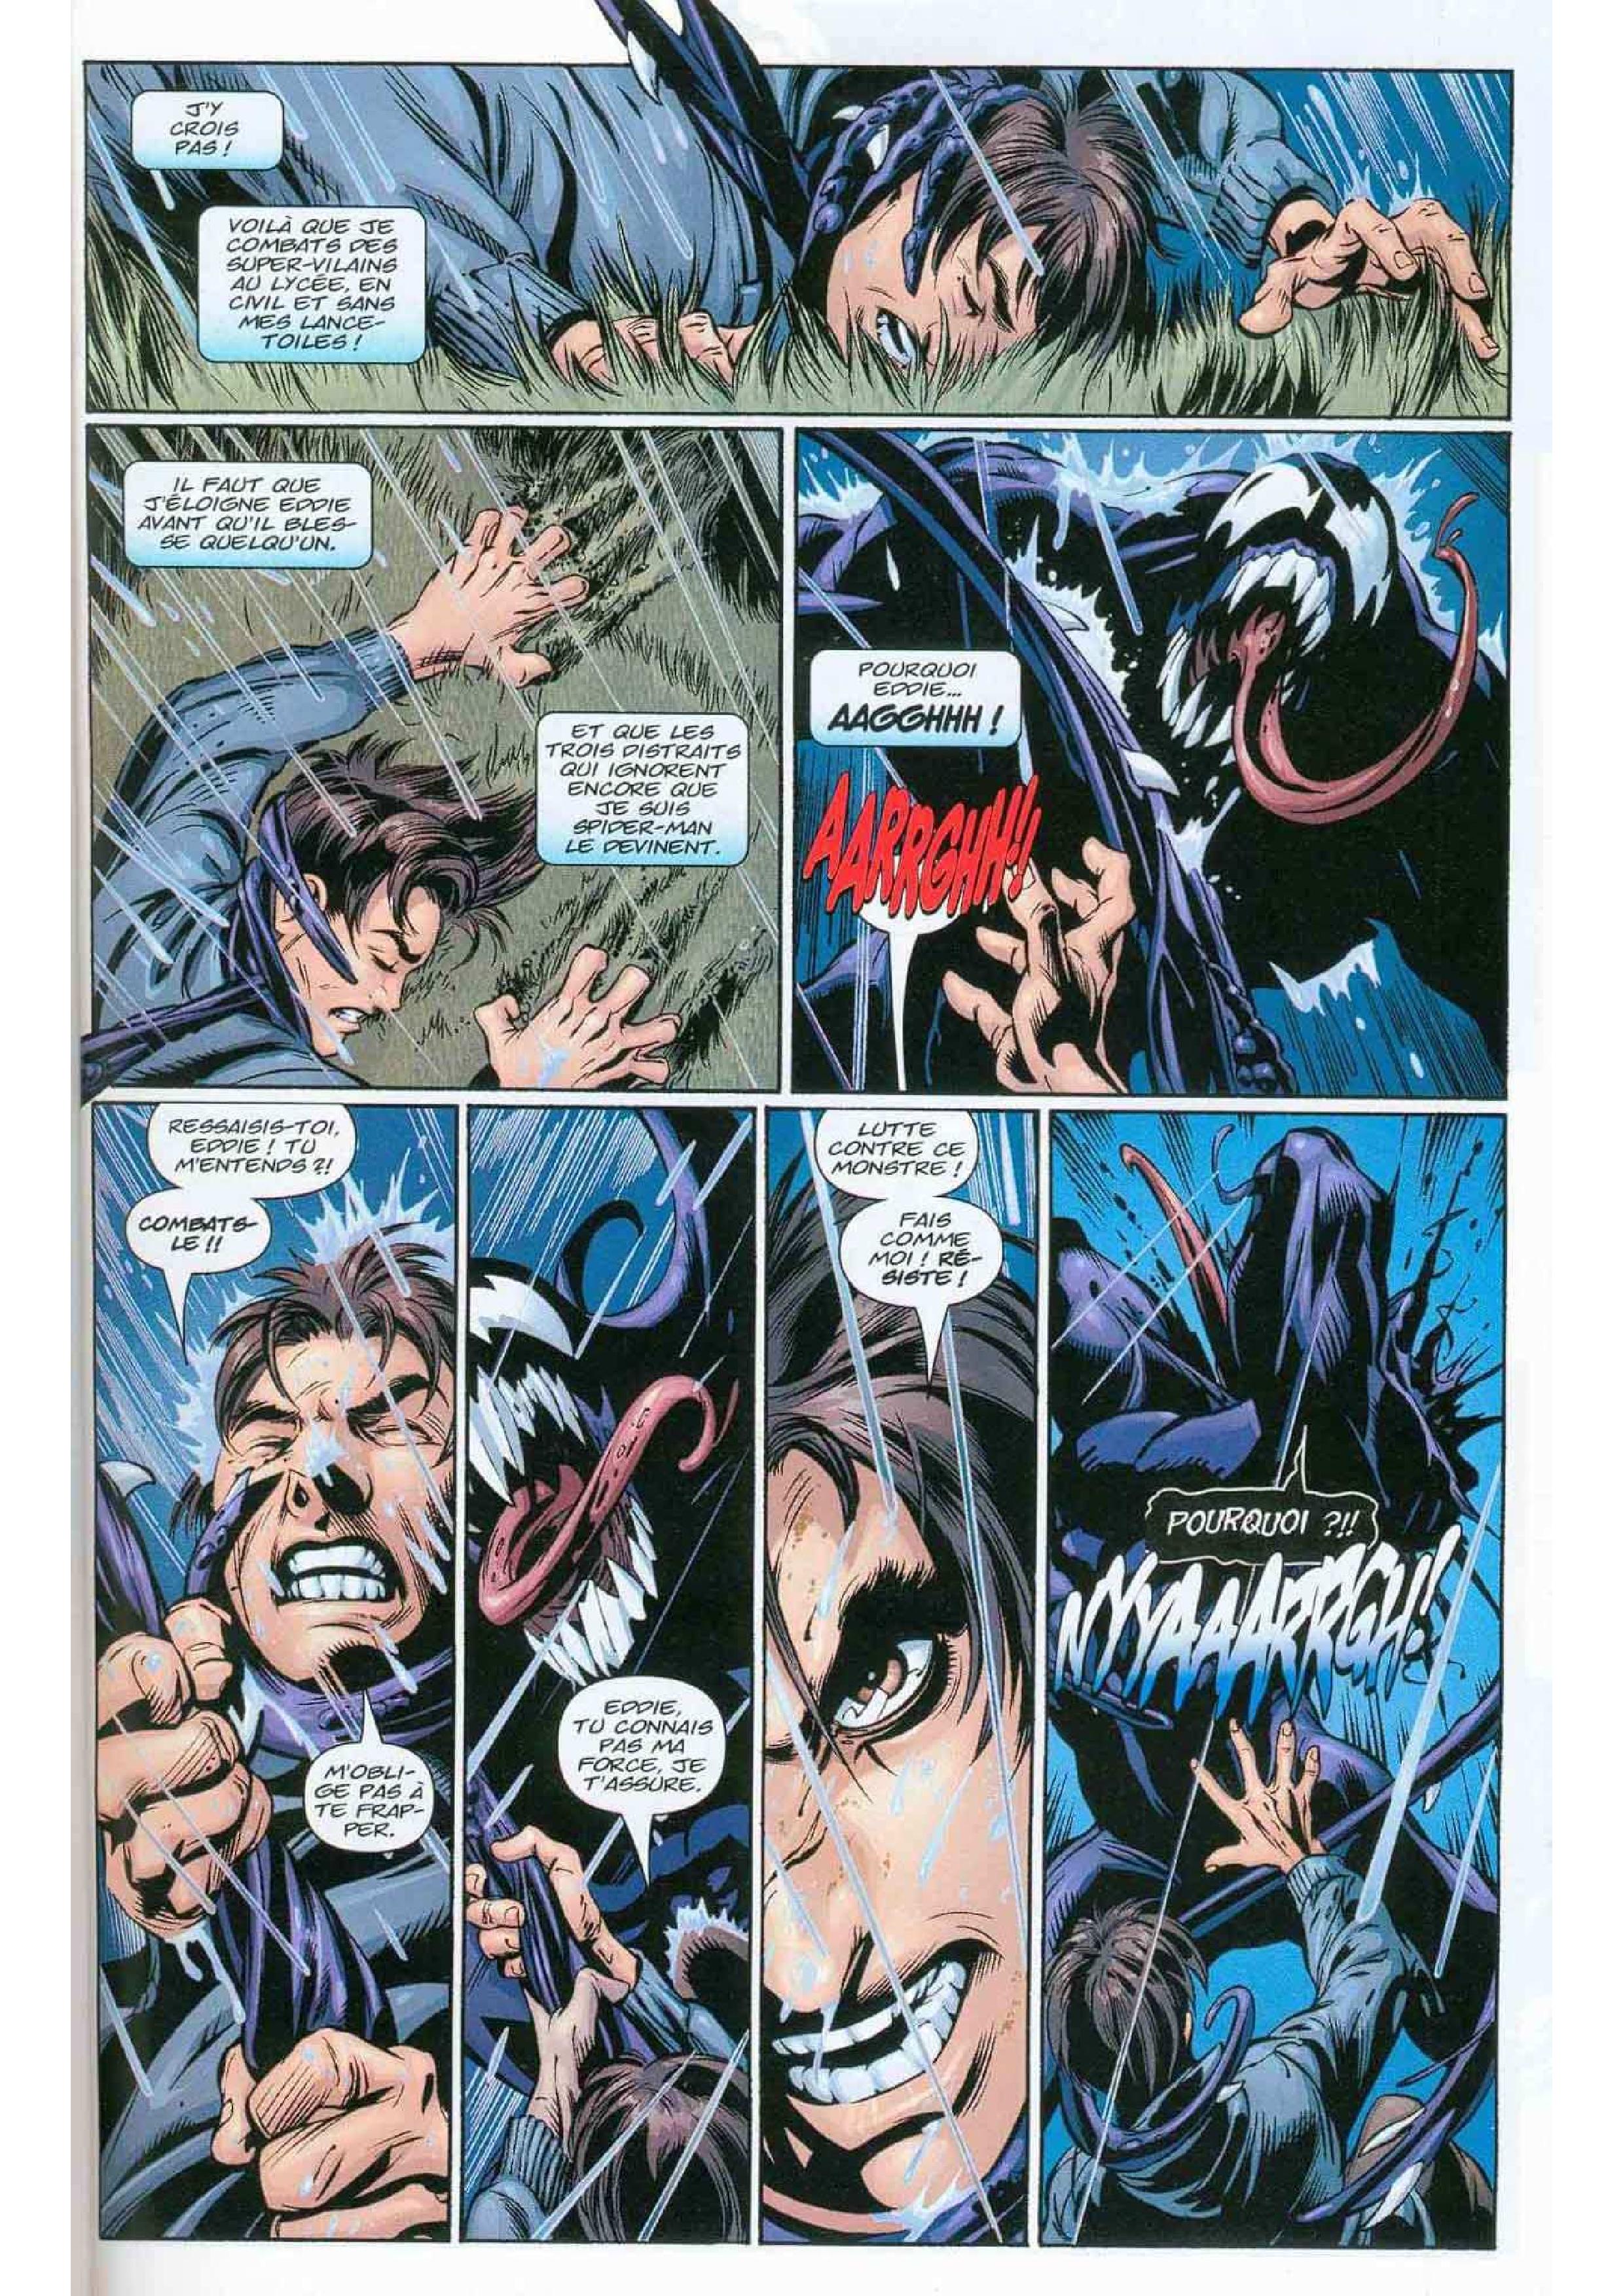 J'Y
CROIS
PAS !
VOILÀ QUE JE
COMBATS DES
SUPER-VILAINS
AU LYCÉE, EN
CIVIL ET SANS
MES LANCE-
TOILES !
IL FAUT QUE
J'ÉLOIGNE EDDIE
AVANT QU'IL BLES-
SE QUELQU'UN.
ET QUE LES
TROIS DISTRAITS
QUI IGNORENT
ENCORE QUE
JE SUIS
SPIDER-MAN
LE DEVINENT.
POURQUOI
EDDIE...
AAGGHHH !
AARRGHH!!
RESSAISIS-TOI,
EDDIE ! TU
M'ENTENDS ?!
COMBATS-
LE !!
M'OBLI-
GE PAS À
TE FRAP-
PER.
EDDIE,
TU CONNAIS
PAS MA
FORCE, JE
T'ASSURE.
LUTTE
CONTRE CE
MONSTRE !
FAIS
COMME
MOI ! RÉ-
SISTE !
POURQUOI ?!!
NYYAAAARRGH!!